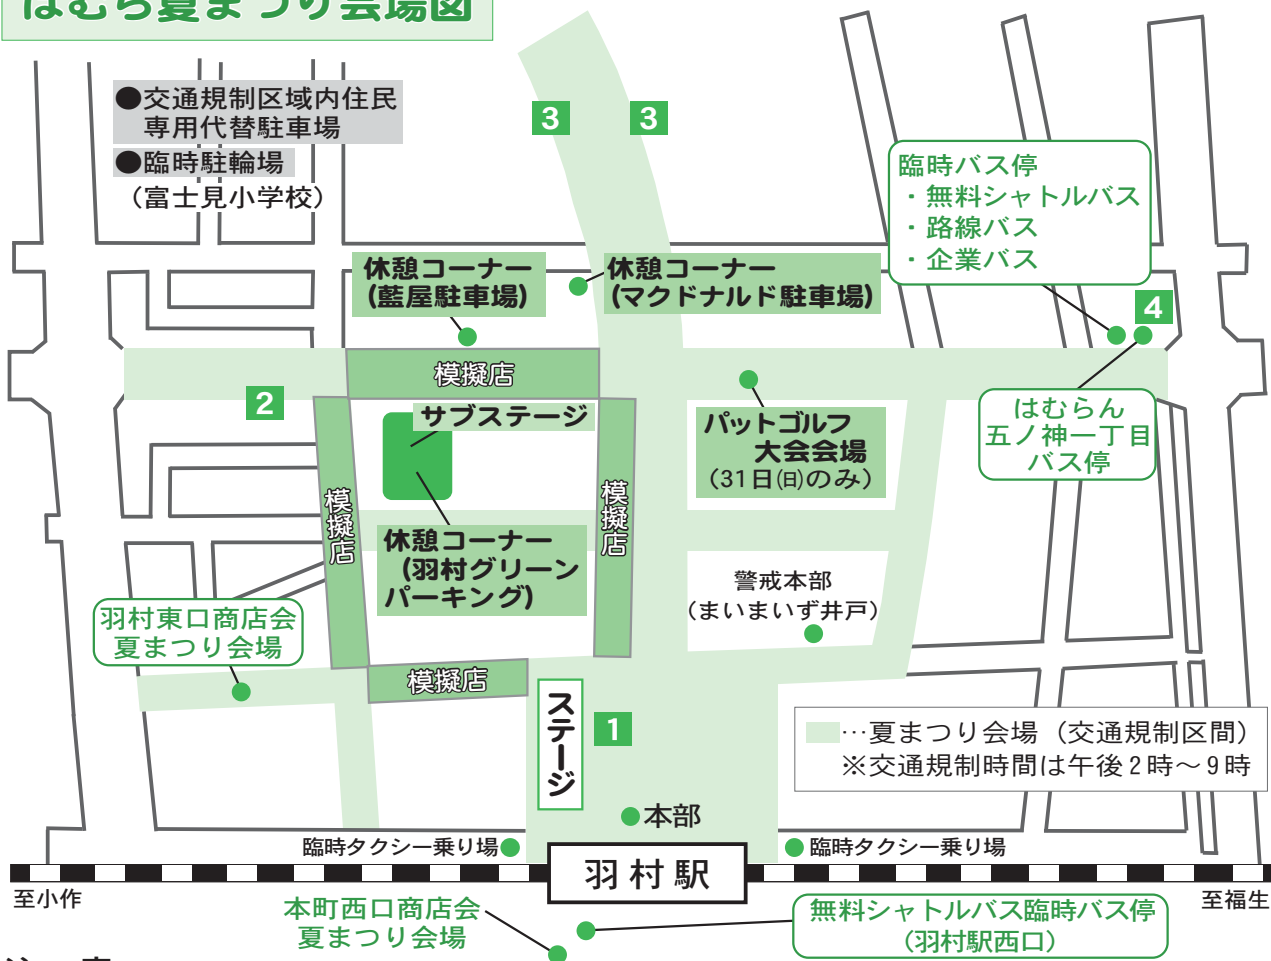 はむら夏まつり会場図
●交通規制区域内住民
専用代替駐車場
●臨時駐輪場
（富士見小学校）
3
3
臨時バス停
・無料シャトルバス
・路線バス
・企業バス
休憩コーナー
(藍屋駐車場)
休憩コーナー
(マクドナルド駐車場)
4
模擬店
2
サブステージ
パットゴルフ
大会会場
（31日㈰のみ）
はむらん
五ノ神一丁目
バス停
模擬店
模擬店
休憩コーナー
(羽村グリーン
パーキング)
警戒本部
（まいまいず井戸）
羽村東口商店会
夏まつり会場
模擬店
ステージ
1
…夏まつり会場（交通規制区間）
※交通規制時間は午後2時～9時
本部
臨時タクシー乗り場
臨時タクシー乗り場
羽村駅
至小作
至福生
本町西口商店会
夏まつり会場
無料シャトルバス臨時バス停
（羽村駅西口）